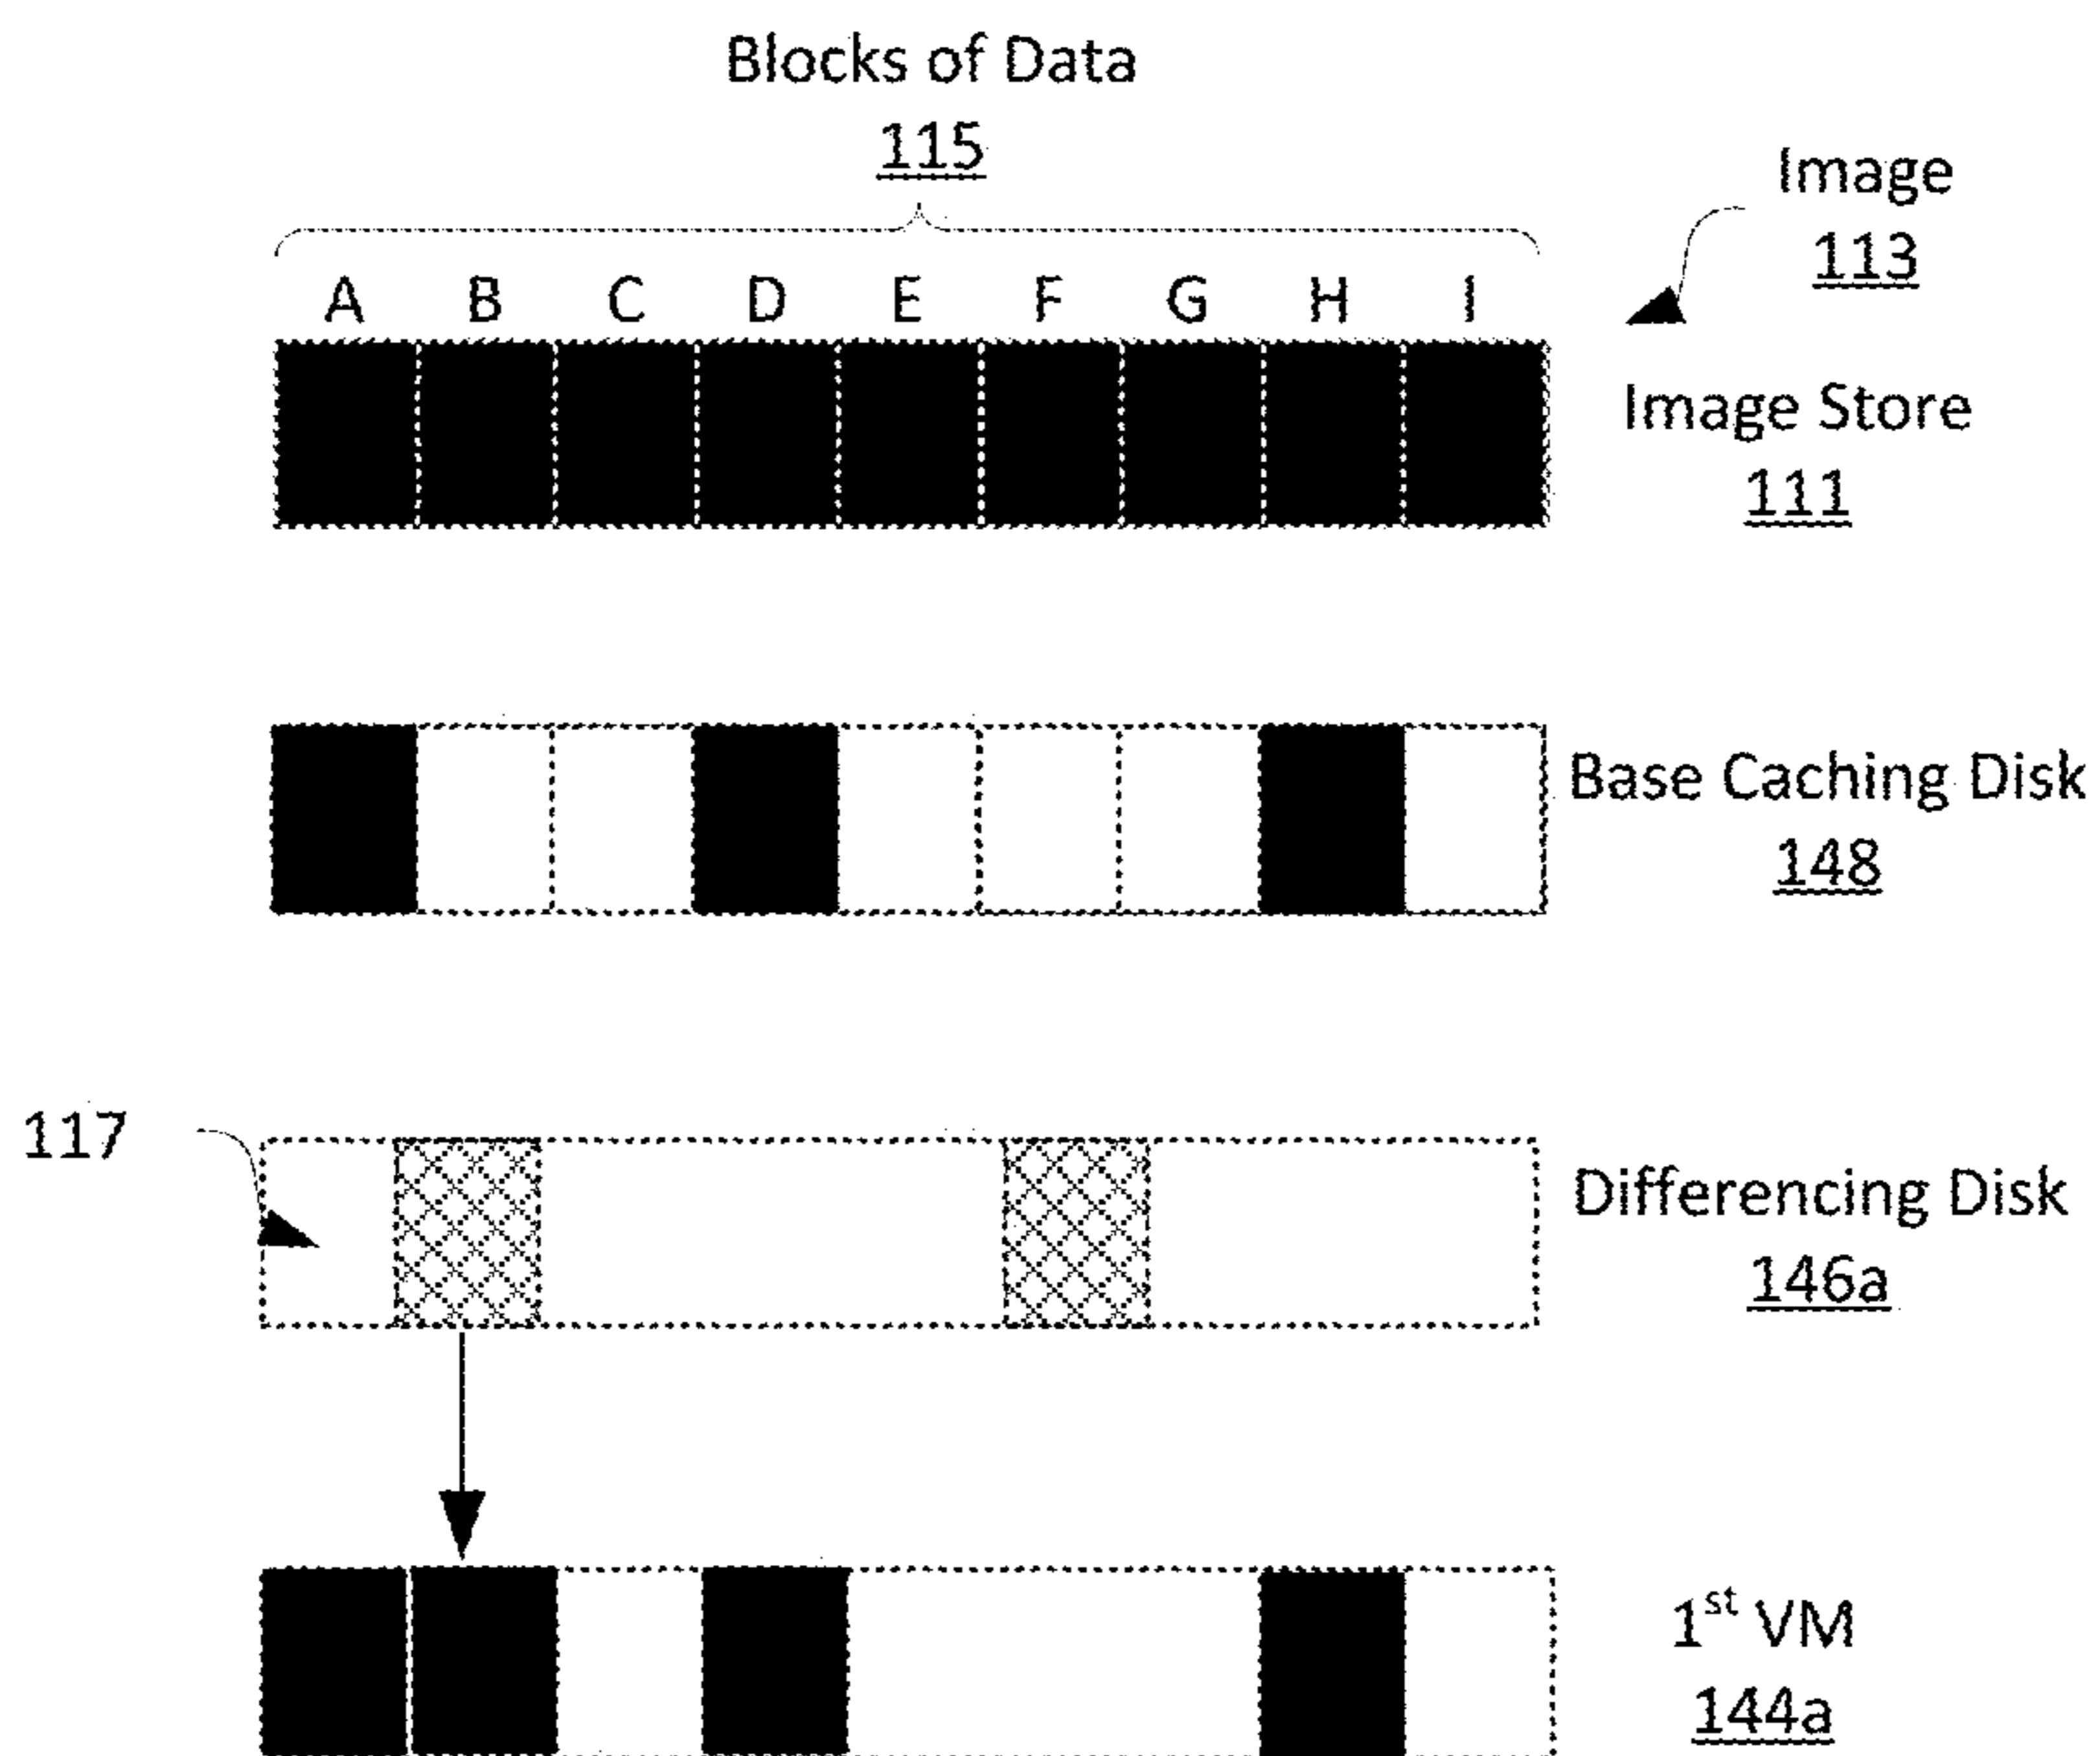 Blocks of Data
115
Image
113
A B C D E F G H I
Image Store
111
Base Caching Disk
148
117
Differencing Disk
146a
1st VM
144a